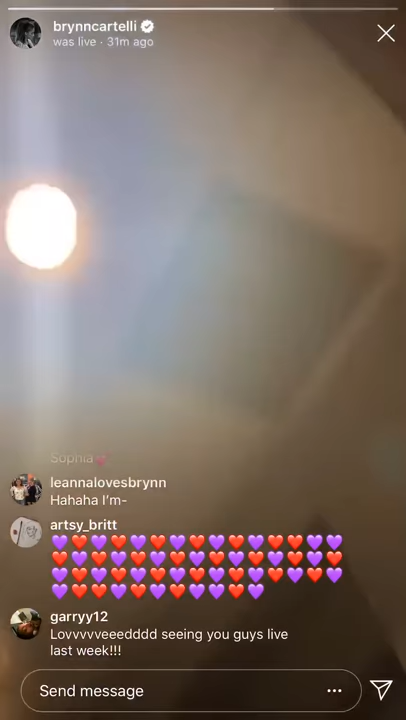 brynncartelli
was live · 31m ago
Sophia💕
leannalovesbrynn
Hahaha I'm-
artsy_britt
💜❤️💜❤️💜❤️💜❤️💜❤️💜❤️❤️💜💜
❤️💜❤️💜❤️💜❤️💜❤️💜❤️💜❤️💜❤️
💜❤️💜❤️💜❤️💜❤️💜❤️💜❤️💜❤️💜
💜❤️❤️💜❤️💜❤️💜💜❤️💜
garryy12
Lovvvvveeedddd seeing you guys live
last week!!!
Send message